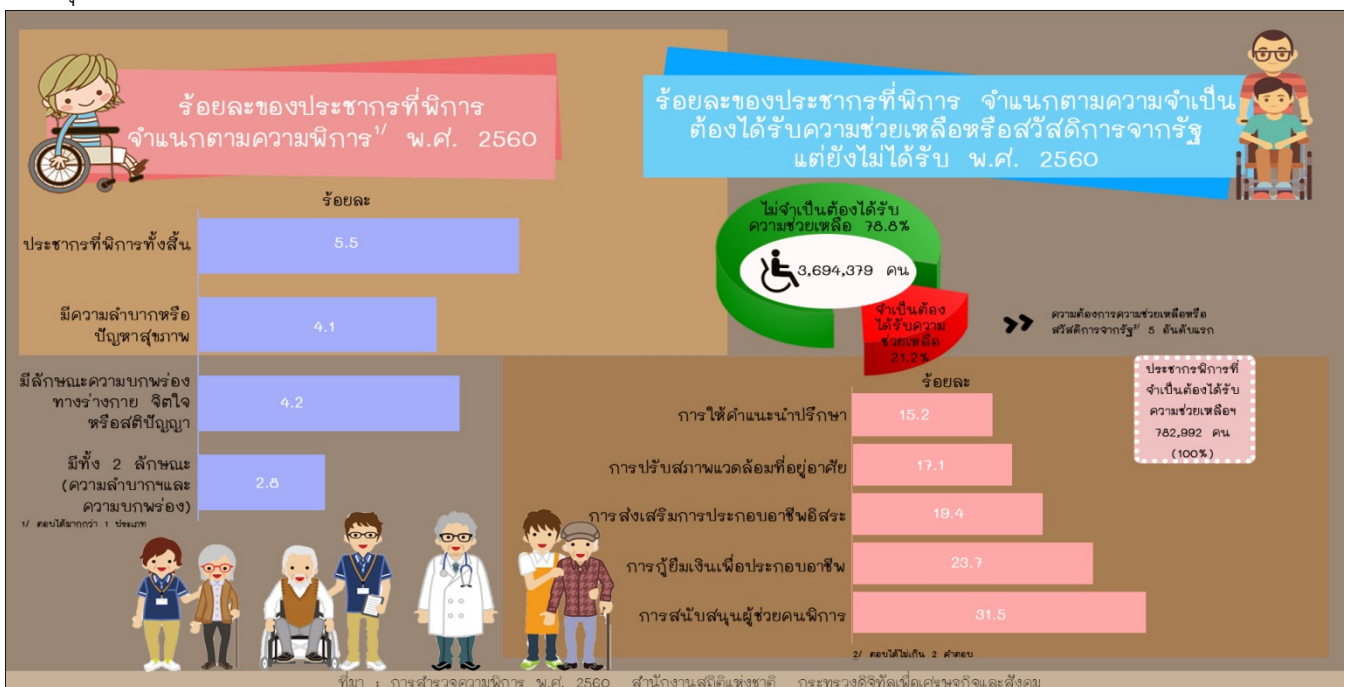 ร้อยละของประชากรที่พิการ
จำแนกตามความพิการ1/ พ.ศ. 2560
ร้อยละ
ประชากรที่พิการทั้งสิ้น
5.5
มีความลำบากหรือ
ปัญหาสุขภาพ
4.1
มีลักษณะความบกพร่อง
ทางร่างกาย จิตใจ
หรือสติปัญญา
4.2
มีทั้ง 2 ลักษณะ
(ความลำบากฯและ
ความบกพร่อง)
2.8
1/ ตอบได้มากกว่า 1 ประเภท
ร้อยละของประชากรที่พิการ จำแนกตามความจำเป็น
ต้องได้รับความช่วยเหลือหรือสวัสดิการจากรัฐ
แต่ยังไม่ได้รับ พ.ศ. 2560
ไม่จำเป็นต้องได้รับ
ความช่วยเหลือ 78.8%
3,694,379 คน
จำเป็นต้อง
ได้รับความ
ช่วยเหลือ
21.2%
ความต้องการความช่วยเหลือหรือ
สวัสดิการจากรัฐ2/ 5 อันดับแรก
ประชากรพิการที่
จำเป็นต้องได้รับ
ความช่วยเหลือฯ
782,992 คน
(100%)
ร้อยละ
การให้คำแนะนำปรึกษา
15.2
การปรับสภาพแวดล้อมที่อยู่อาศัย
17.1
การส่งเสริมการประกอบอาชีพอิสระ
19.4
การกู้ยืมเงินเพื่อประกอบอาชีพ
23.7
การสนับสนุนผู้ช่วยคนพิการ
31.5
2/ ตอบได้ไม่เกิน 2 คำตอบ
ที่มา : การสำรวจความพิการ พ.ศ. 2560 สำนักงานสถิติแห่งชาติ กระทรวงดิจิทัลเพื่อเศรษฐกิจและสังคม